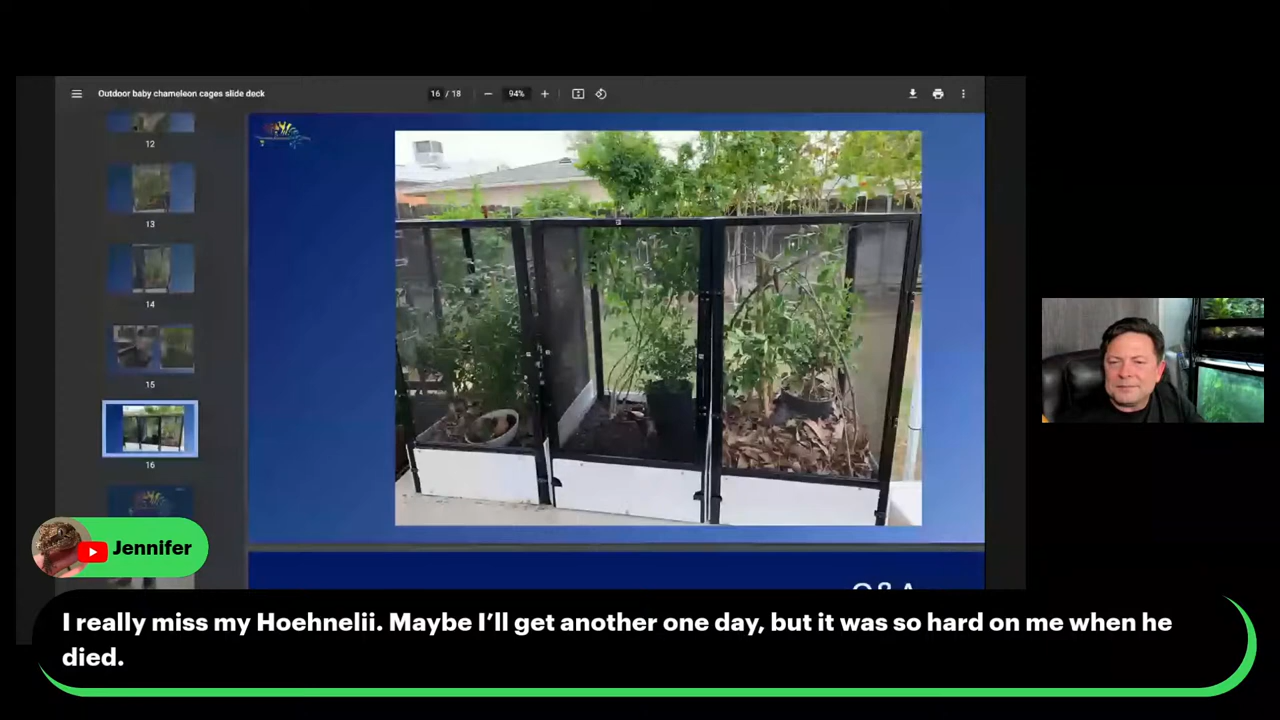 Outdoor baby chameleon cages slide deck
16 / 18
94%
12
13
14
15
16
Q&A
Jennifer
I really miss my Hoehnelii. Maybe I’ll get another one day, but it was so hard on me when he
died.